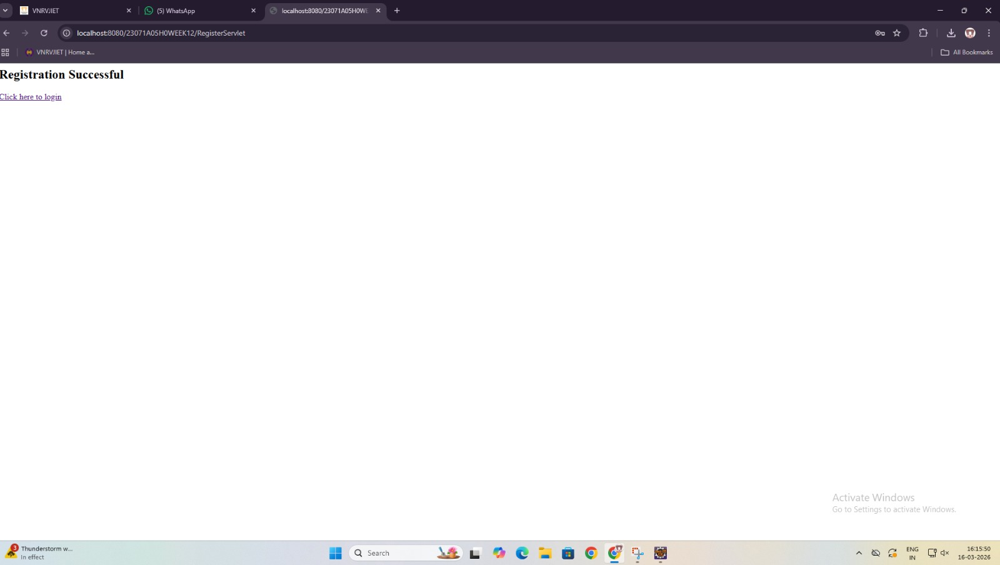 VNRVJIET
(5) WhatsApp
localhost:8080/23071A05H0WE
localhost:8080/23071A05H0WEEK12/RegisterServlet
VNRVJIET | Home a...
All Bookmarks
Registration Successful
Click here to login
Activate Windows
Go to Settings to activate Windows.
3
Thunderstorm w...
In effect
Search
ENG
IN
16:15:50
16-03-2026